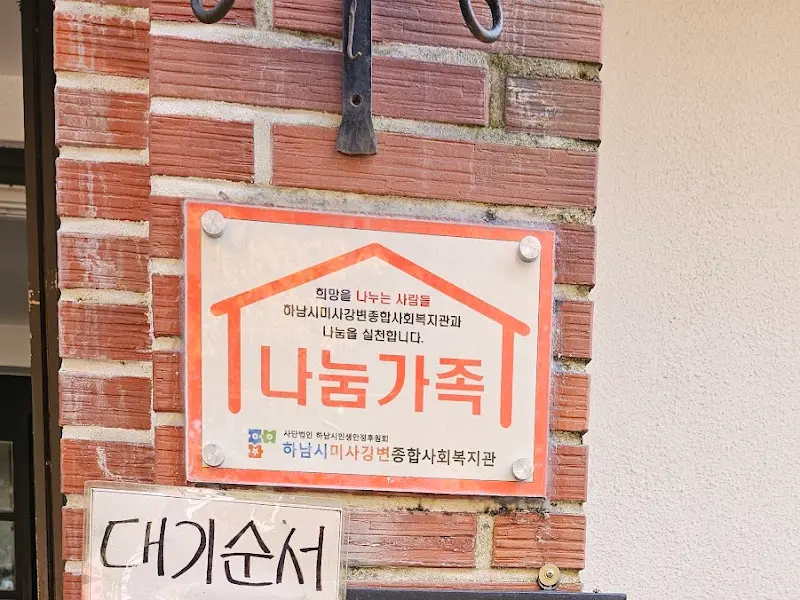 희망을 나누는 사람들
하남시미사강변종합사회복지관과
나눔을 실천합니다.
나눔가족
사단법인 하남시민생안정후원회
하남시미사강변종합사회복지관
대기순서